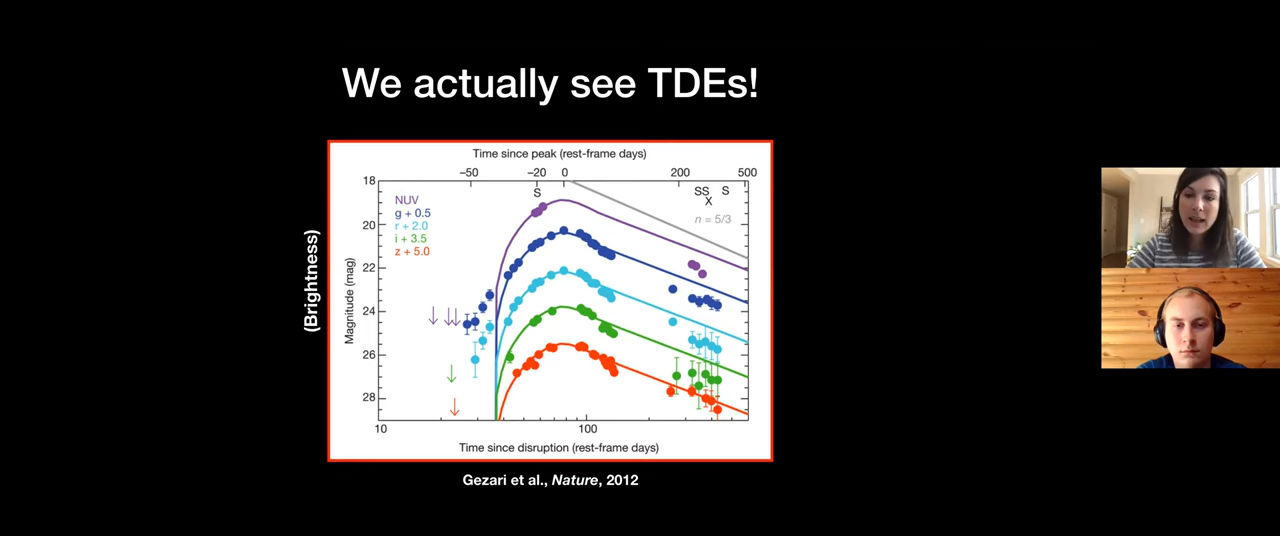 We actually see TDEs!
Time since peak (rest-frame days)
−50 −20 0 200 500
18
20
22
24
26
28
S
SS S
X
NUV
g + 0.5
r + 2.0
i + 3.5
z + 5.0
n = 5/3
(Brightness)
Magnitude (mag)
10 100
Time since disruption (rest-frame days)
Gezari et al., Nature, 2012